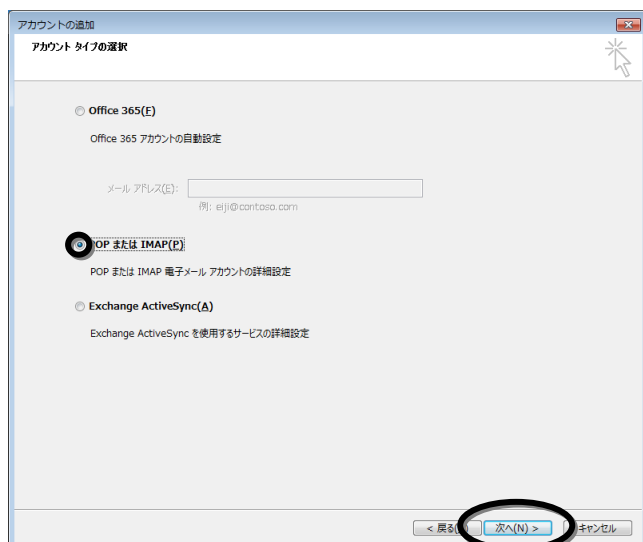 アカウントの追加
アカウント タイプの選択
Office 365(F)
Office 365 アカウントの自動設定
メール アドレス(E):
例: eiji@contoso.com
POP または IMAP(P)
POP または IMAP 電子メール アカウントの詳細設定
Exchange ActiveSync(A)
Exchange ActiveSync を使用するサービスの詳細設定
< 戻る 次へ(N) > キャンセル